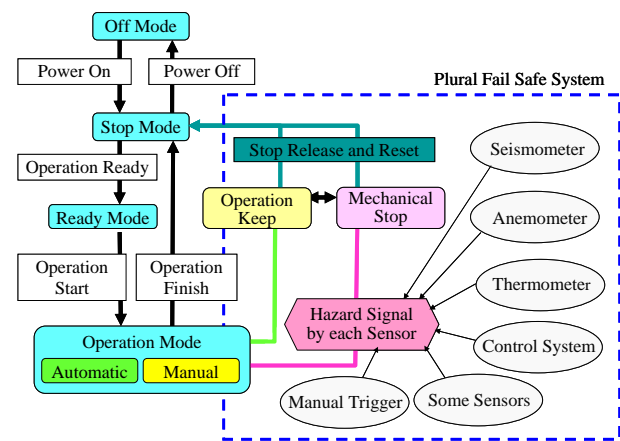 Off Mode
Power On
Power Off
Plural Fail Safe System
Stop Mode
Stop Release and Reset
Seismometer
Operation Ready
Operation
Keep
Mechanical
Stop
Ready Mode
Anemometer
Operation
Start
Operation
Finish
Thermometer
Hazard Signal
by each Sensor
Operation Mode
Automatic
Manual
Control System
Manual Trigger
Some Sensors